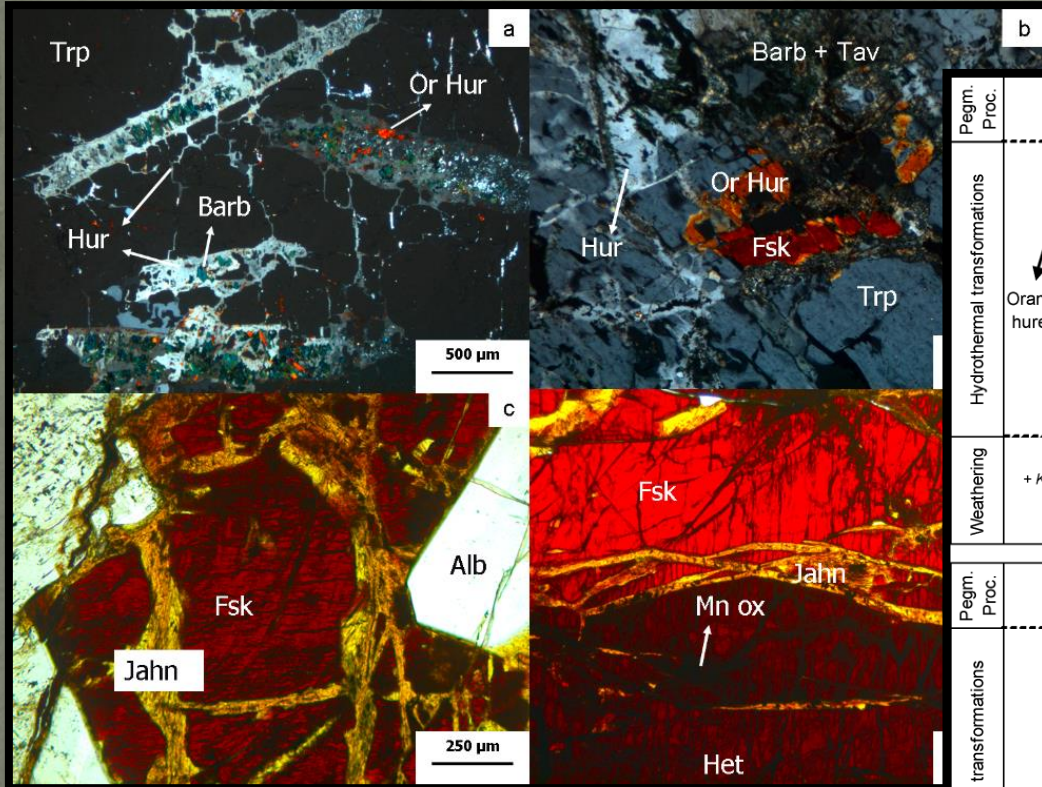 a
Trp
Or Hur
Barb
Hur
500 µm
b
Barb + Tav
Or Hur
Hur
Fsk
Trp
c
Alb
Fsk
Jahn
250 µm
Fsk
Jahn
Mn ox
Het
Pegm.
Proc.
Hydrothermal transformations
Weathering
+
Pegm.
Proc.
transformations